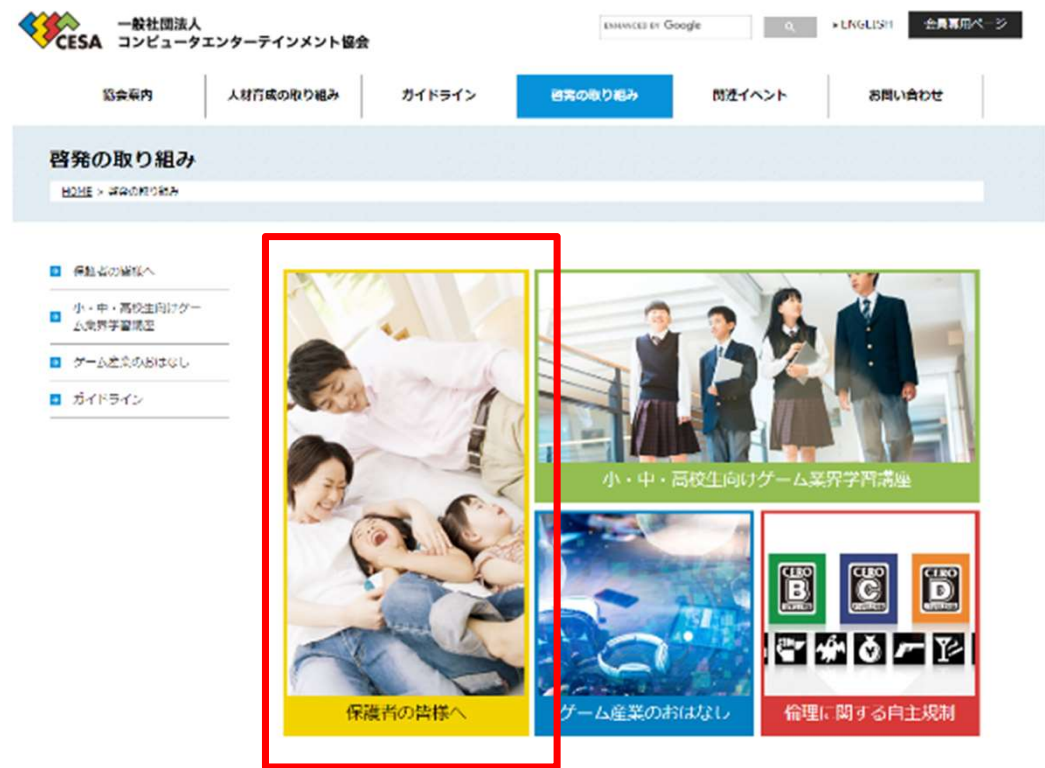 一般社団法人
CESA コンピュータエンターテインメント協会
ENHANCED BY Google
ENGLISH
会員専用ページ
協会案内
人材育成の取り組み
ガイドライン
啓発の取り組み
関連イベント
お問い合わせ
啓発の取り組み
HOME > 啓発の取り組み
保護者の皆様へ
小・中・高校生向けゲー
ム業界学習講座
ゲーム産業のおはなし
ガイドライン
小・中・高校生向けゲーム業界学習講座
CERO CERO CERO
B C D
保護者の皆様へ
ゲーム産業のおはなし
倫理に関する自主規制